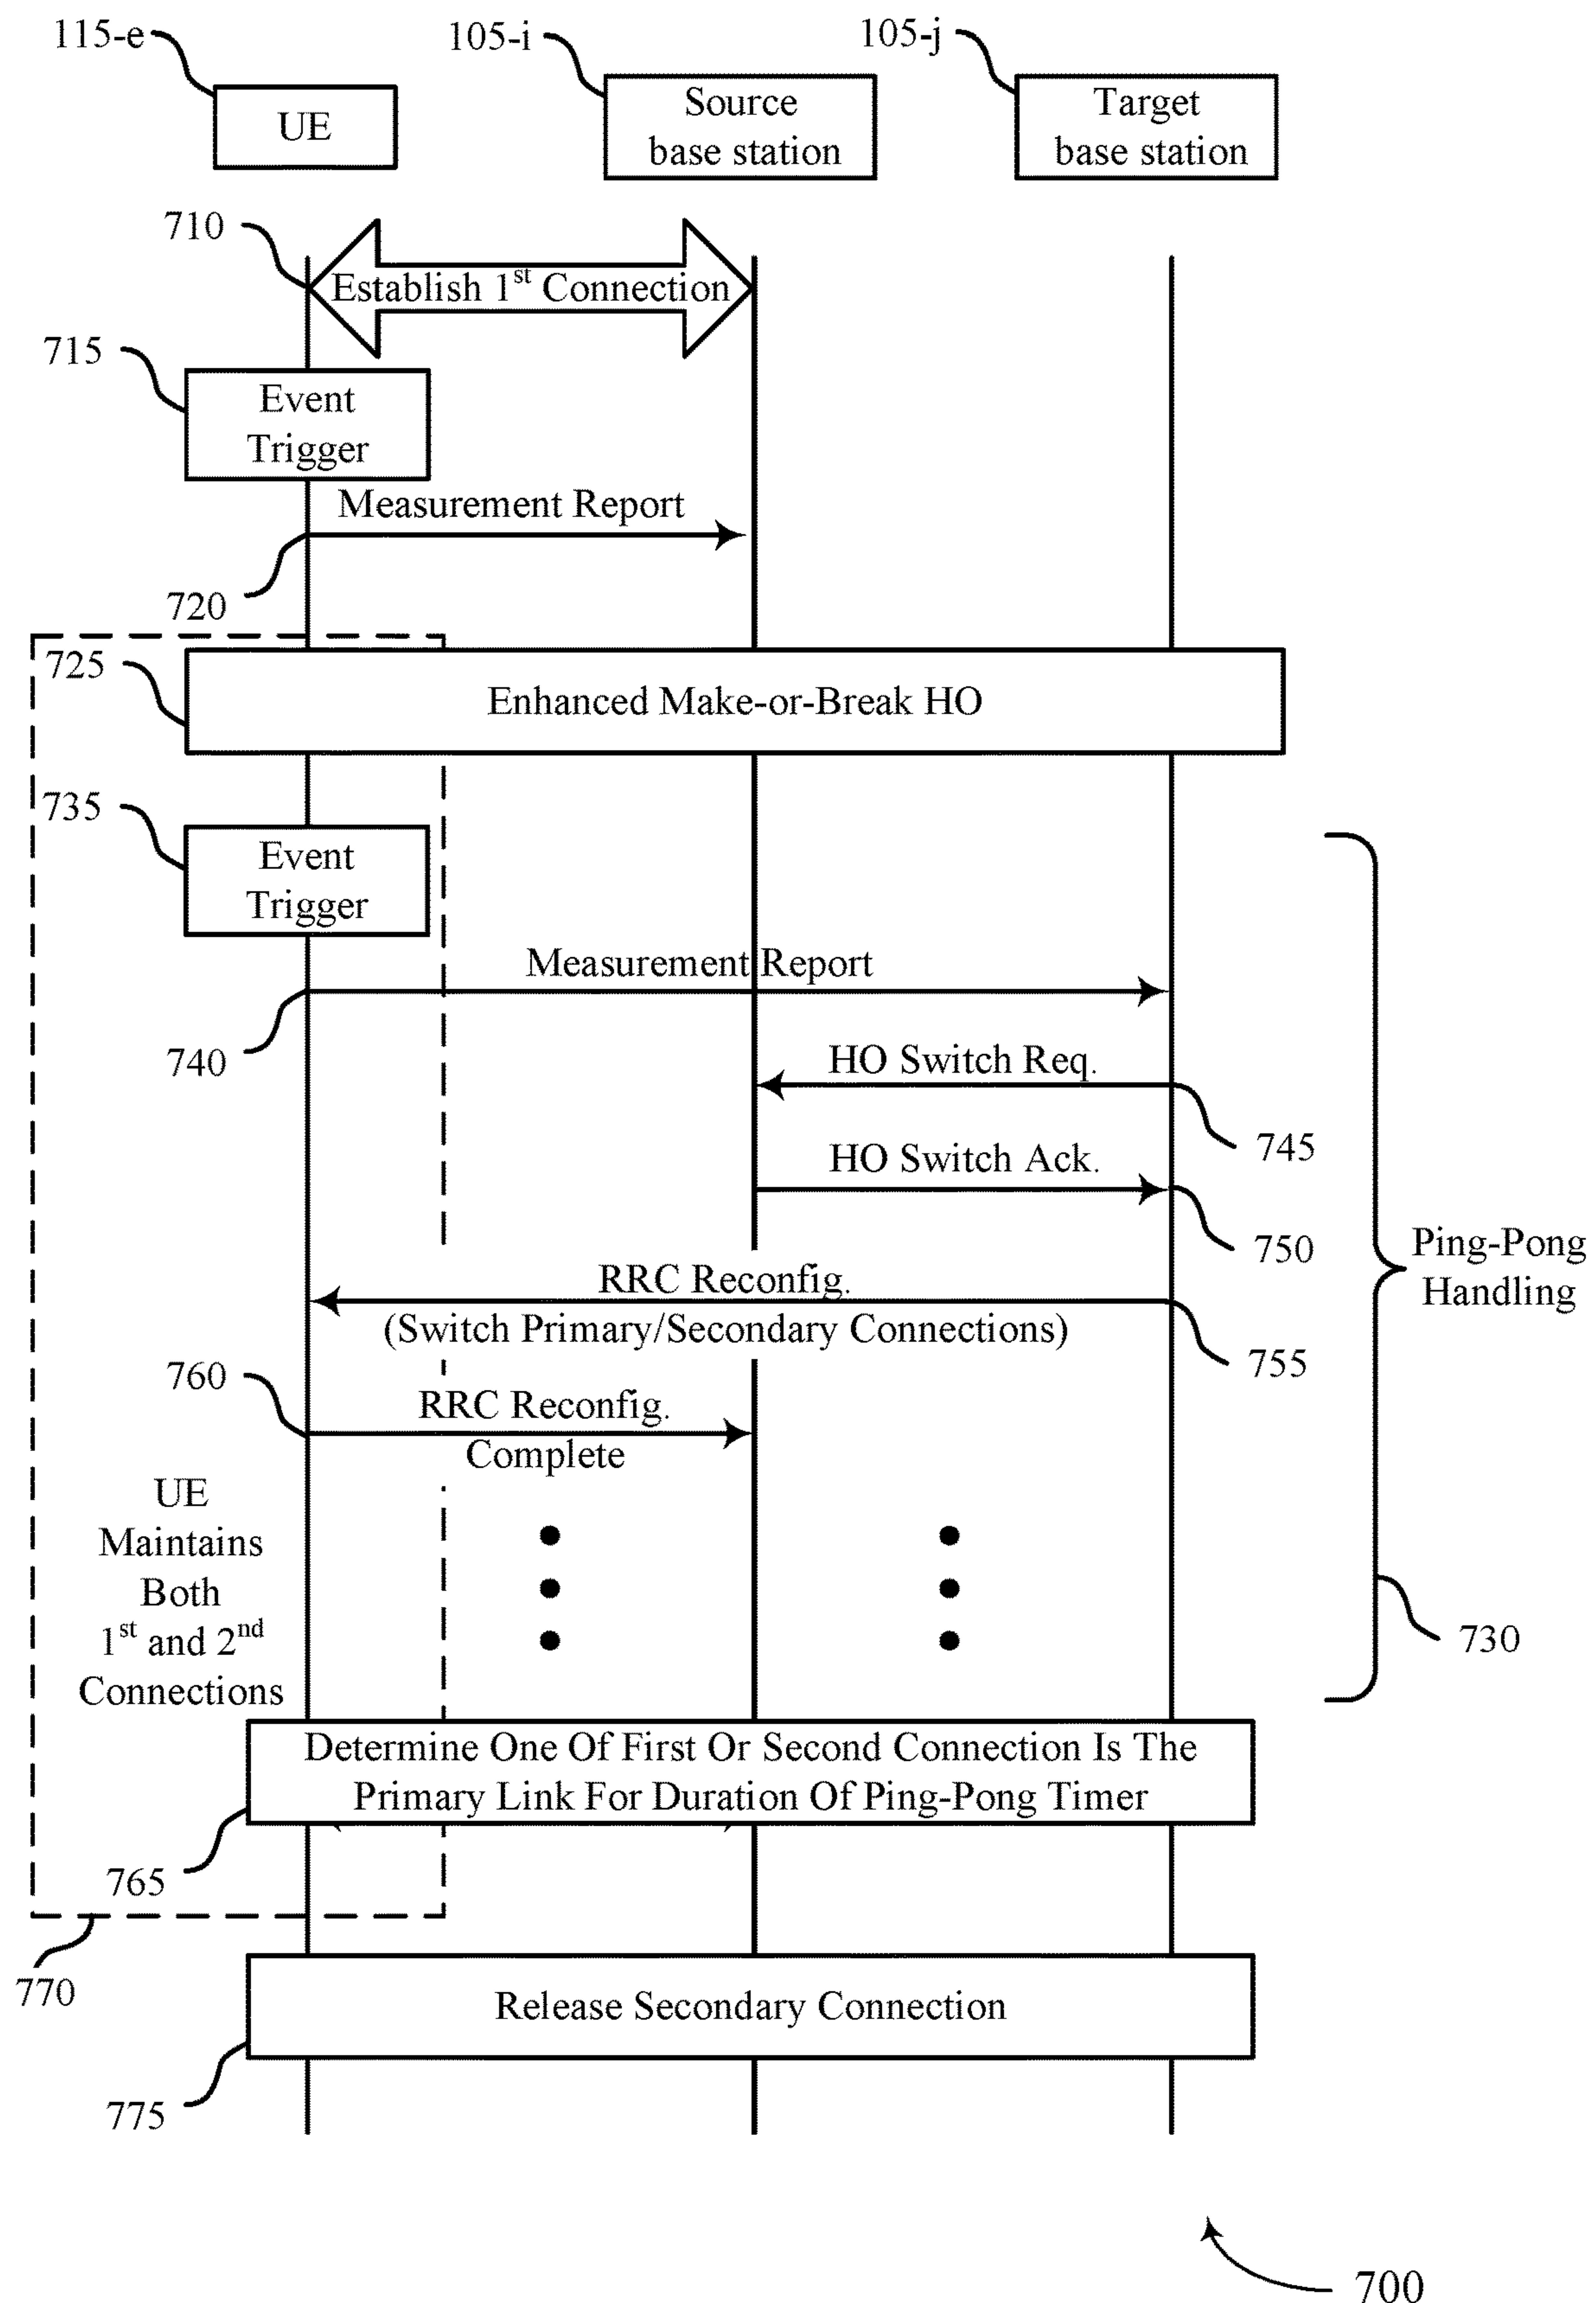 115-e
105-i
105-j
UE
Source
base station
Target
base station
710
Establish 1st Connection
715
Event
Trigger
Measurement Report
720
725
Enhanced Make-or-Break HO
735
Event
Trigger
Measurement Report
740
HO Switch Req.
745
HO Switch Ack.
750
Ping-Pong
Handling
RRC Reconfig.
(Switch Primary/Secondary Connections)
755
760
RRC Reconfig.
Complete
UE
Maintains
Both
1st and 2nd
Connections
730
Determine One Of First Or Second Connection Is The
Primary Link For Duration Of Ping-Pong Timer
765
770
Release Secondary Connection
775
700